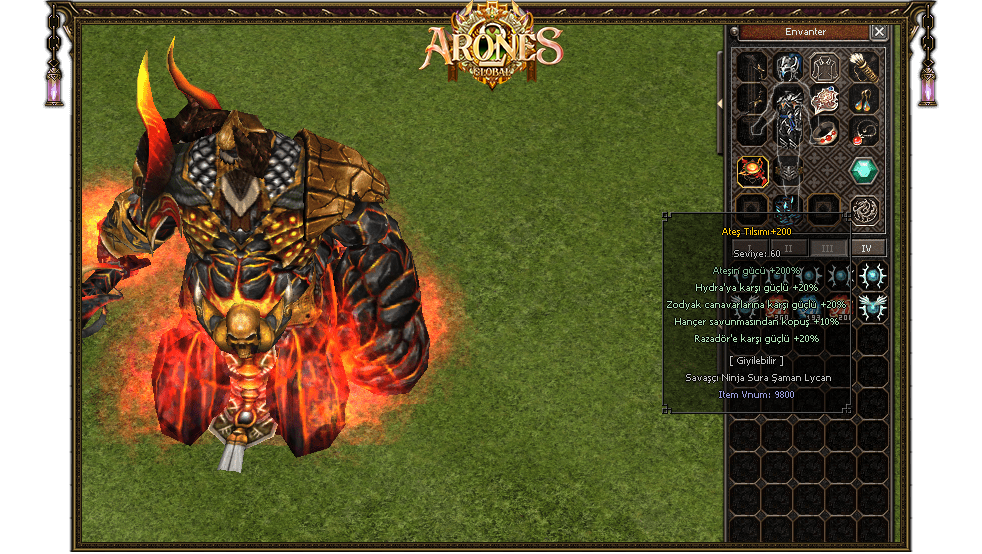 ARONES
GLOBAL
Envanter
Ateş Tılsımı+200
I II III IV
Seviye: 60
Ateşin gücü +200%
Hydra'ya karşı güçlü +20%
Zodyak canavarlarına karşı güçlü +20%
Hançer savunmasından kopuş +10%
Razadör'e karşı güçlü +20%
[ Giyilebilir ]
Savaşçı Ninja Sura Şaman Lycan
Item Vnum: 9800